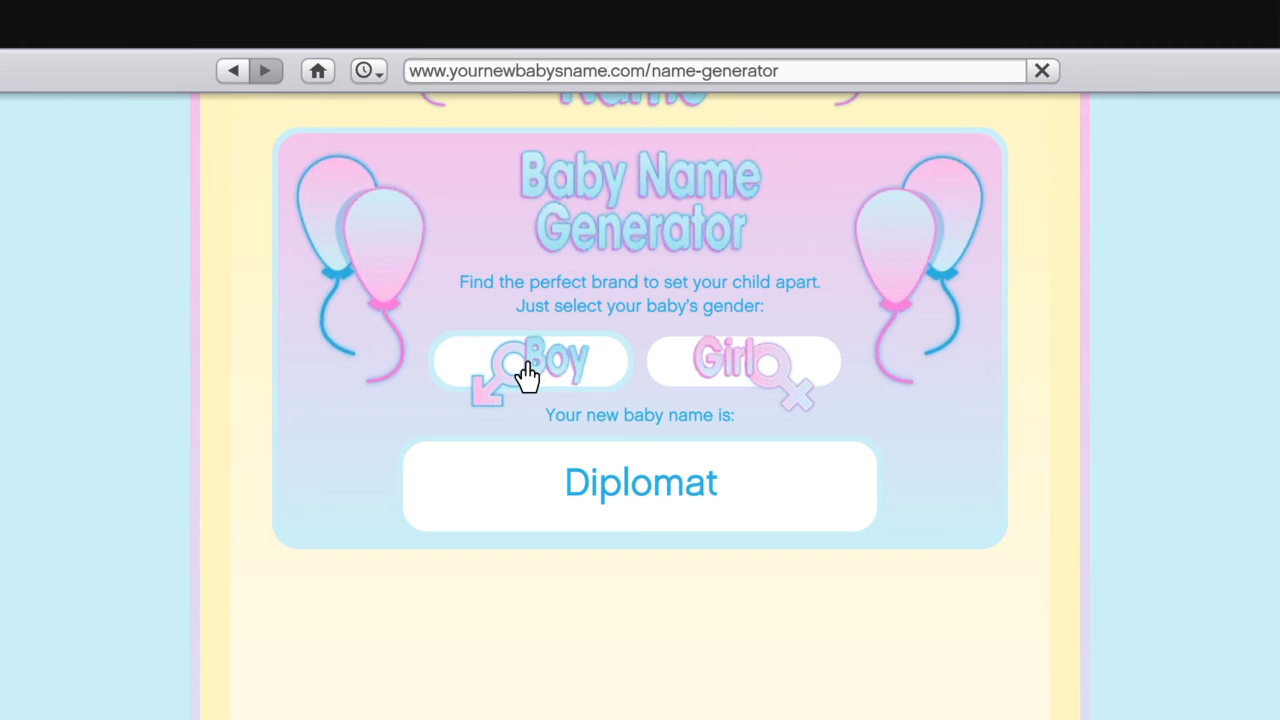 www.yournewbabysname.com/name-generator
Name
Baby Name
Generator
Find the perfect brand to set your child apart.
Just select your baby's gender:
Boy
Girl
Your new baby name is:
Diplomat